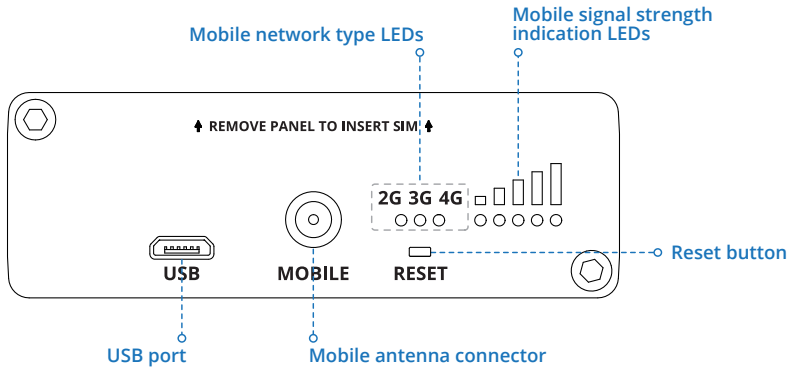 Mobile network type LEDs
Mobile signal strength
indication LEDs
REMOVE PANEL TO INSERT SIM
2G 3G 4G
USB
MOBILE
RESET
Reset button
USB port
Mobile antenna connector